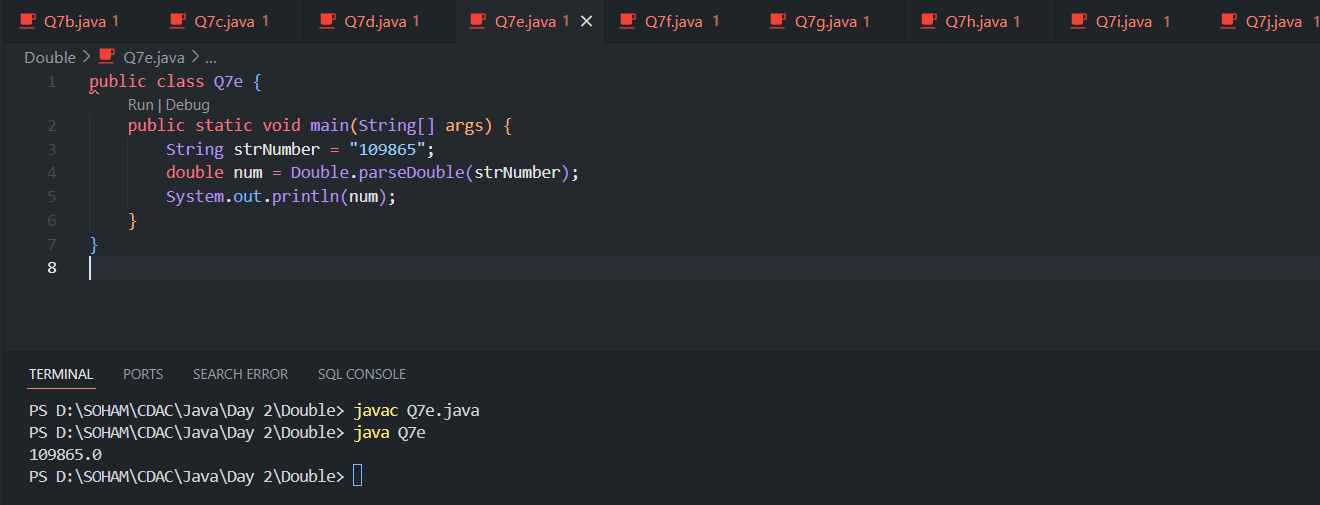 Q7b.java 1 Q7c.java 1 Q7d.java 1 Q7e.java 1 Q7f.java 1 Q7g.java 1 Q7h.java 1 Q7i.java 1 Q7j.java 1
Double > Q7e.java > ...
1 public class Q7e {
Run | Debug
2 public static void main(String[] args) {
3 String strNumber = "109865";
4 double num = Double.parseDouble(strNumber);
5 System.out.println(num);
6 }
7 }
8
TERMINAL PORTS SEARCH ERROR SQL CONSOLE
PS D:\SOHAM\CDAC\Java\Day 2\Double> javac Q7e.java
PS D:\SOHAM\CDAC\Java\Day 2\Double> java Q7e
109865.0
PS D:\SOHAM\CDAC\Java\Day 2\Double>